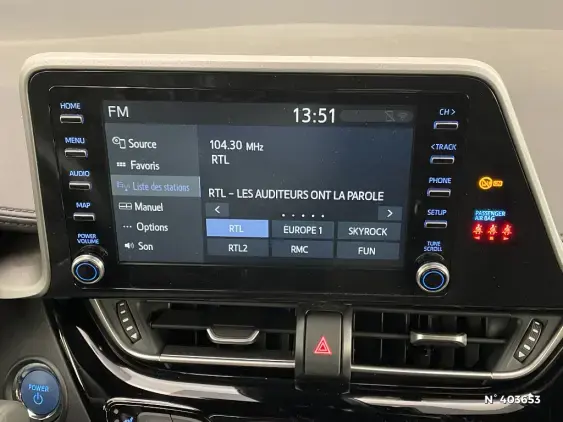 HOME
MENU
AUDIO
MAP
POWER
VOLUME
FM
13:51
Source
Favoris
Liste des stations
Manuel
Options
Son
104.30 MHz
RTL
RTL – LES AUDITEURS ONT LA PAROLE
< >
RTL EUROPE 1 SKYROCK
RTL2 RMC FUN
CH >
< TRACK
PHONE
SETUP
TUNE
SCROLL
PASSENGER
AIR BAG
POWER
N° 403653